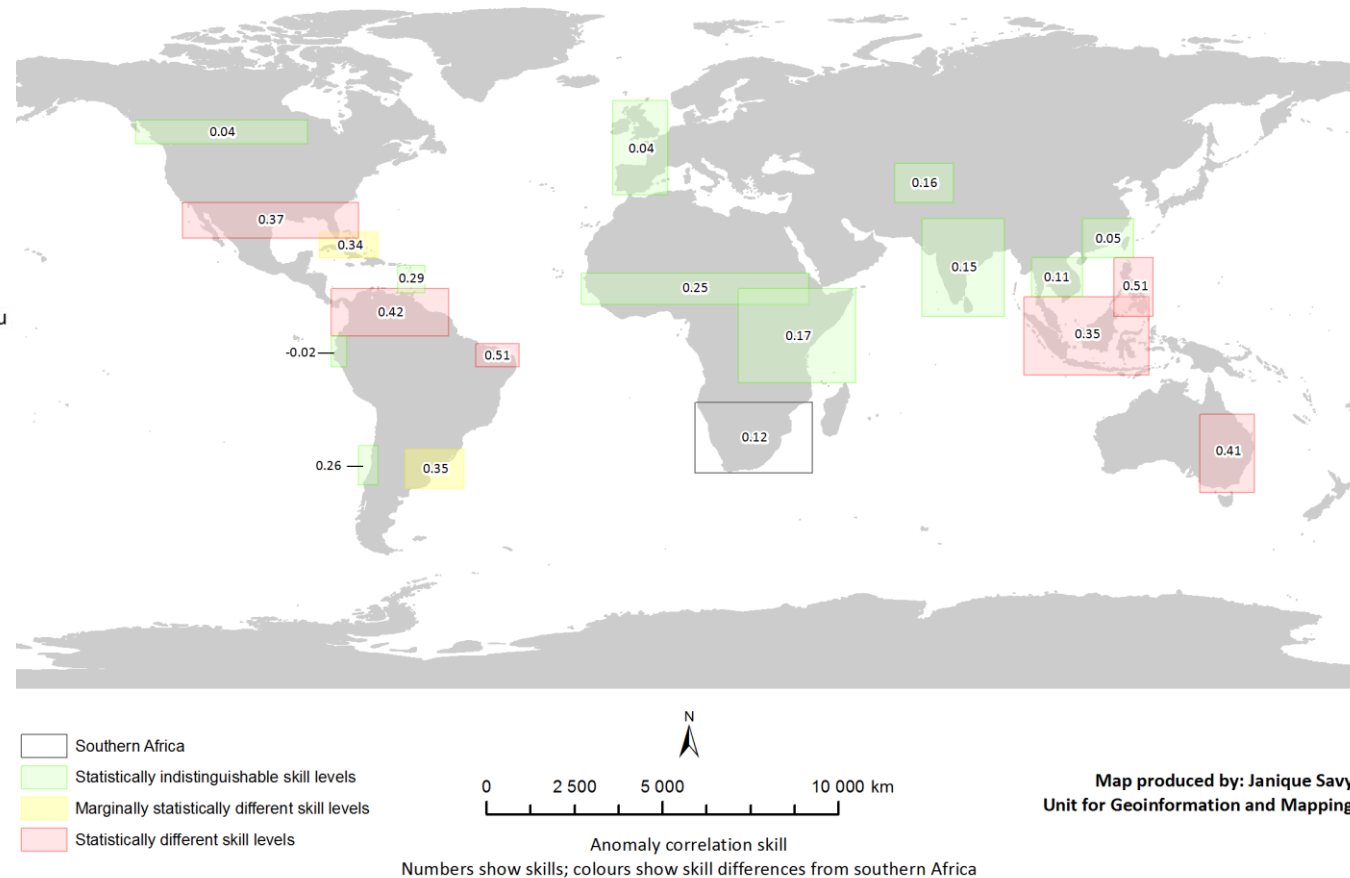 0.04
0.04
0.16
0.37
0.34
0.05
0.29
0.25
0.15
0.11
0.51
0.42
0.17
0.35
u
-0.02
0.51
0.12
0.41
0.26
0.35
N
Southern Africa
Statistically indistinguishable skill levels
Marginally statistically different skill levels
Statistically different skill levels
0 2 500 5 000 10 000 km
Anomaly correlation skill
Numbers show skills; colours show skill differences from southern Africa
Map produced by: Janique Savy
Unit for Geoinformation and Mapping